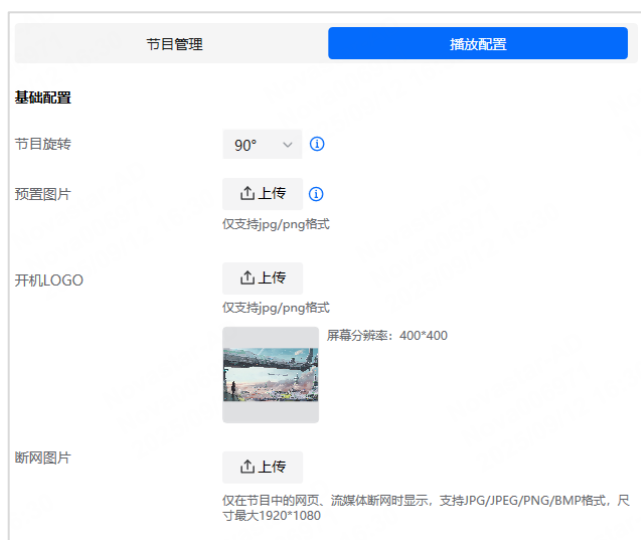 节目管理
播放配置
基础配置
节目旋转
90°
预置图片
上传
仅支持jpg/png格式
开机LOGO
上传
仅支持jpg/png格式
屏幕分辨率：400*400
断网图片
上传
仅在节目中的网页、流媒体断网时显示，支持JPG/JPEG/PNG/BMP格式，尺
寸最大1920*1080